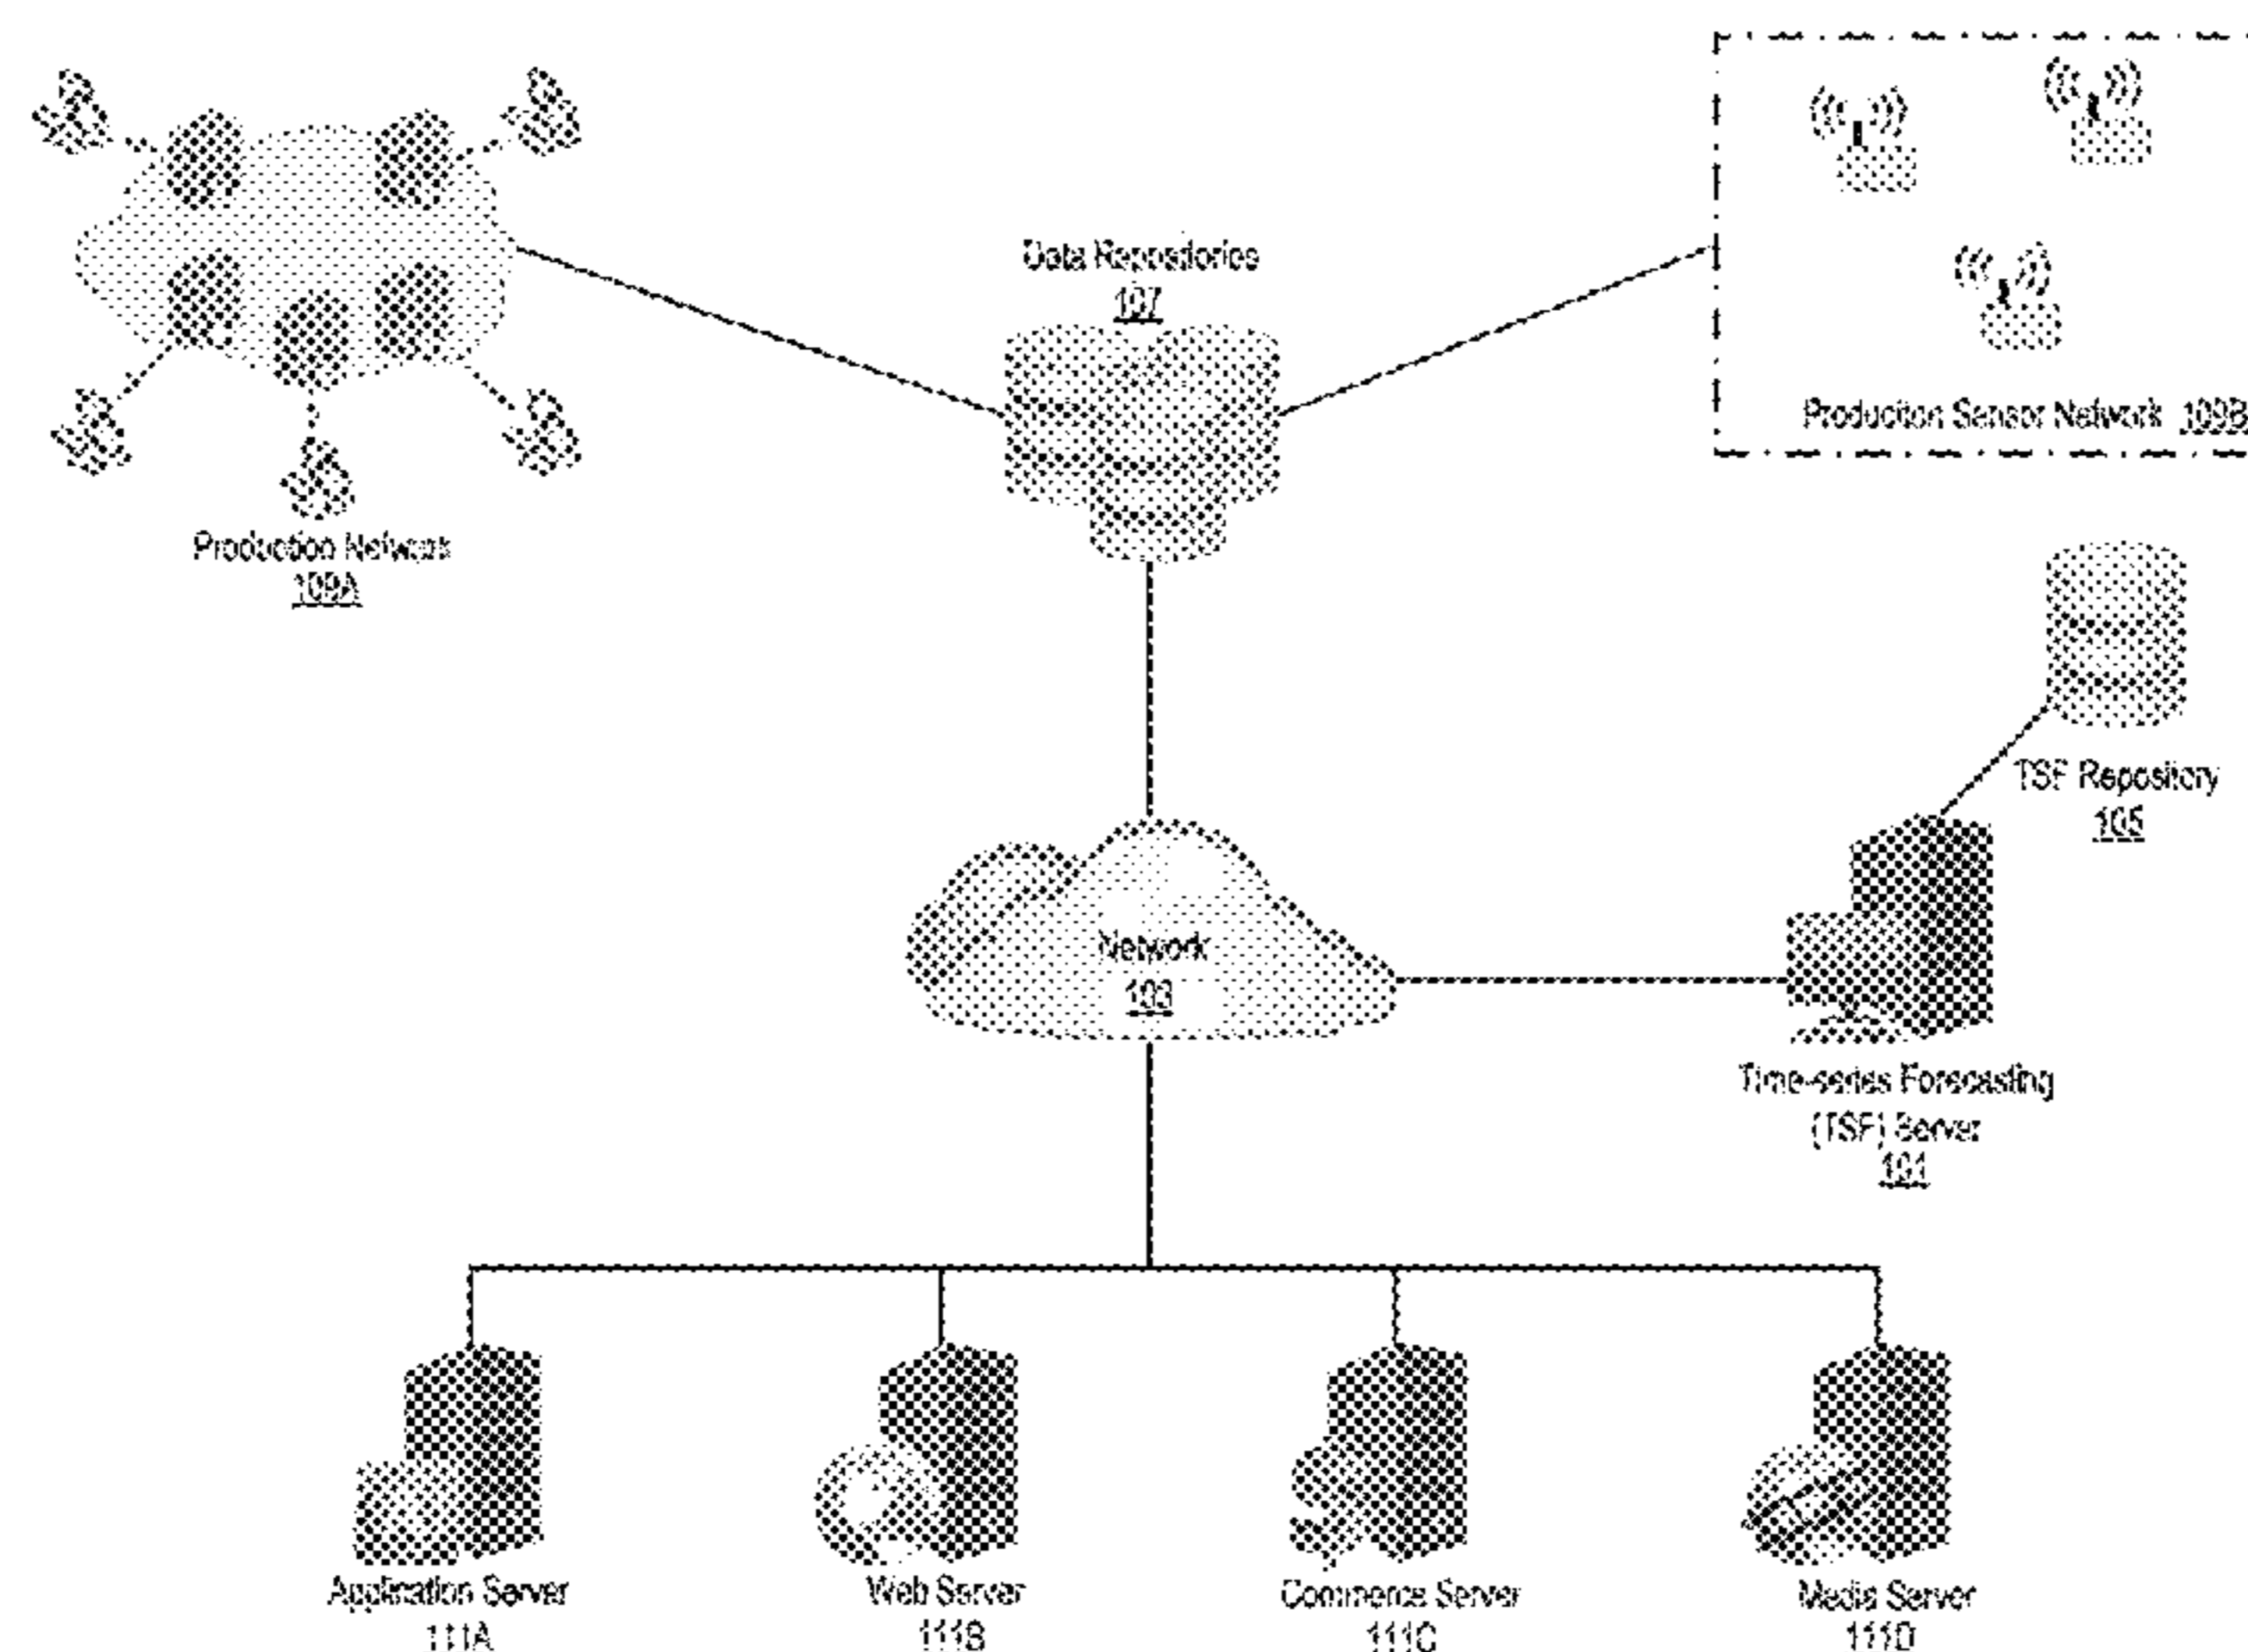 Data Repositories
107
Production Sensor Network 109B
Production Network
109A
TSF Repository
105
Network
103
Time-series Forecasting
(TSF) Server
101
Application Server
111A
Web Server
111B
Commerce Server
111C
Media Server
111D